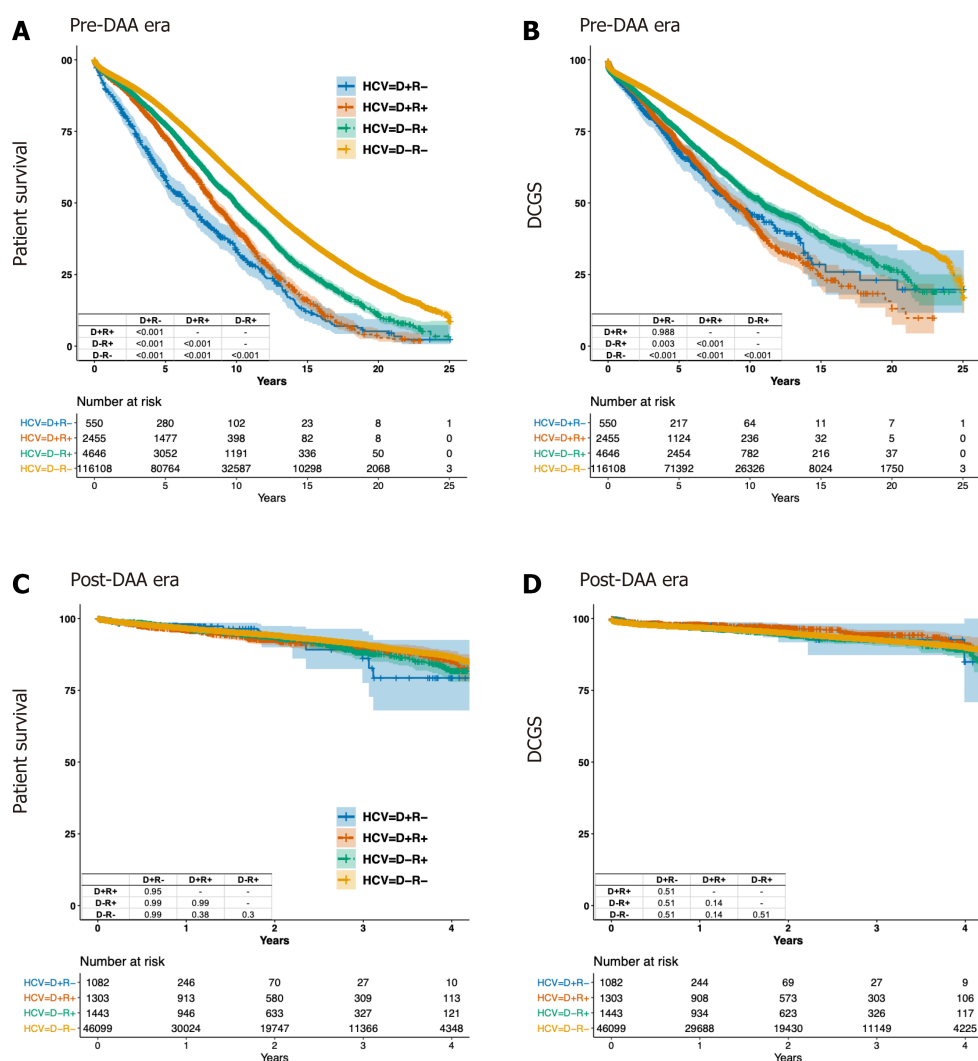 A Pre-DAA era
Patient survival
00
75
50
25
0
HCV=D+R−
HCV=D+R+
HCV=D−R+
HCV=D−R−
D+R- D+R+ D-R+
D+R+ <0.001 - -
D-R+ <0.001 <0.001 -
D-R- <0.001 <0.001 <0.001
0 5 10 15 20 25
Years
Number at risk
HCV=D+R− 550 280 102 23 8 1
HCV=D+R+ 2455 1477 398 82 8 0
HCV=D−R+ 4646 3052 1191 336 50 0
HCV=D−R− 116108 80764 32587 10298 2068 3
0 5 10 15 20 25
Years
B Pre-DAA era
DCGS
100
75
50
25
0
D+R- D+R+ D-R+
D+R+ 0.988 - -
D-R+ 0.003 <0.001 -
D-R- <0.001 <0.001 <0.001
0 5 10 15 20 25
Years
Number at risk
HCV=D+R− 550 217 64 11 7 1
HCV=D+R+ 2455 1124 236 32 5 0
HCV=D−R+ 4646 2454 782 216 37 0
HCV=D−R− 116108 71392 26326 8024 1750 3
0 5 10 15 20 25
Years
C Post-DAA era
Patient survival
100
75
50
25
0
HCV=D+R−
HCV=D+R+
HCV=D−R+
HCV=D−R−
D+R- D+R+ D-R+
D+R+ 0.95 - -
D-R+ 0.99 0.99 -
D-R- 0.99 0.38 0.3
0 1 2 3 4
Years
Number at risk
HCV=D+R− 1082 246 70 27 10
HCV=D+R+ 1303 913 580 309 113
HCV=D−R+ 1443 946 633 327 121
HCV=D−R− 46099 30024 19747 11366 4348
0 1 2 3 4
Years
D Post-DAA era
DCGS
100
75
50
25
0
D+R- D+R+ D-R+
D+R+ 0.51 - -
D-R+ 0.51 0.14 -
D-R- 0.51 0.14 0.51
0 1 2 3 4
Years
Number at risk
HCV=D+R− 1082 244 69 27 9
HCV=D+R+ 1303 908 573 303 106
HCV=D−R+ 1443 934 623 326 117
HCV=D−R− 46099 29688 19430 11149 4225
0 1 2 3 4
Years